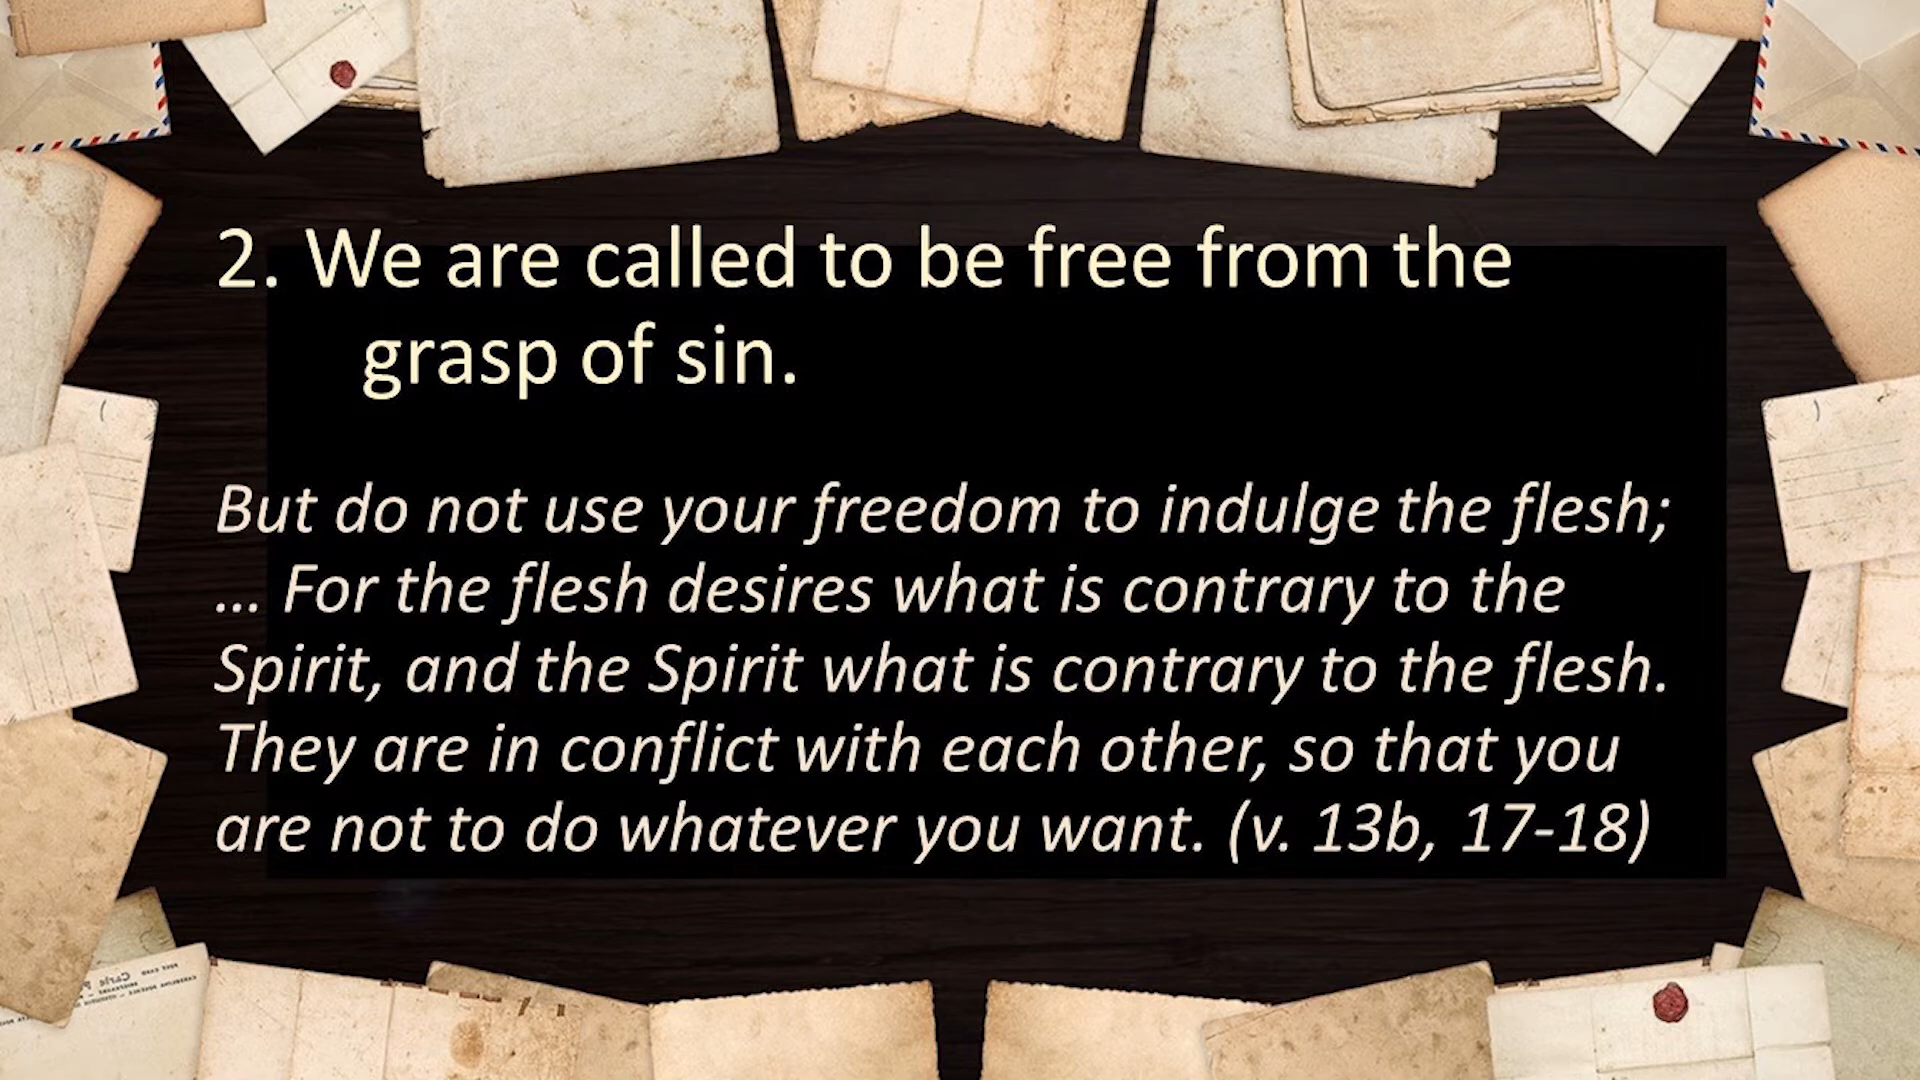 2. We are called to be free from the
grasp of sin.
But do not use your freedom to indulge the flesh;
... For the flesh desires what is contrary to the
Spirit, and the Spirit what is contrary to the flesh.
They are in conflict with each other, so that you
are not to do whatever you want. (v. 13b, 17-18)